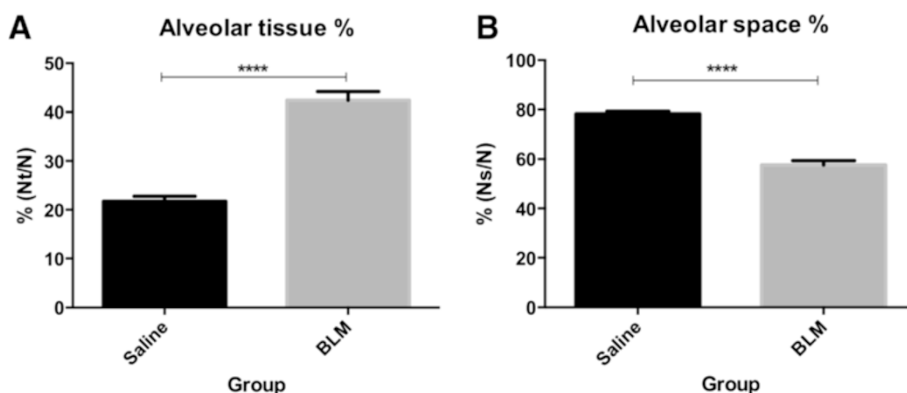 A
Alveolar tissue %
****
50
40
30
20
10
0
% (Nt/N)
Saline
BLM
Group
B
Alveolar space %
****
100
80
60
40
20
0
% (Ns/N)
Saline
BLM
Group